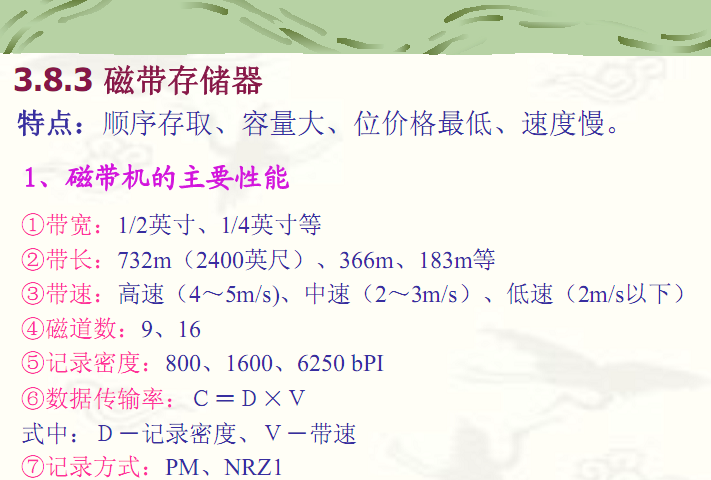 3.8.3 磁带存储器
特点：顺序存取、容量大、位价格最低、速度慢。
1、磁带机的主要性能
①带宽：1/2英寸、1/4英寸等
②带长：732m（2400英尺）、366m、183m等
③带速：高速（4～5m/s)、中速（2～3m/s）、低速（2m/s以下）
④磁道数：9、16
⑤记录密度：800、1600、6250 bPI
⑥数据传输率：Ｃ＝Ｄ×Ｖ
式中：Ｄ－记录密度、Ｖ－带速
⑦记录方式：PM、NRZ1